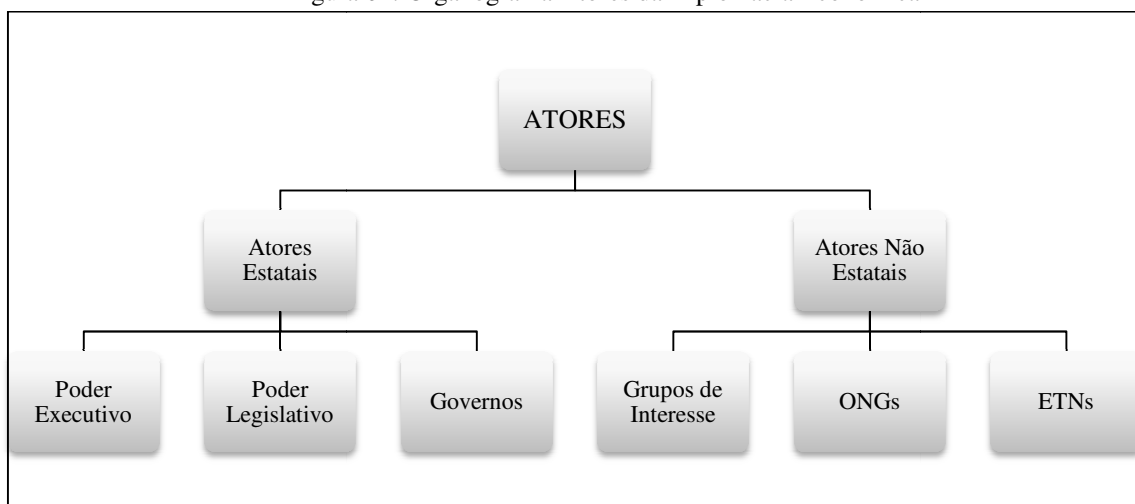 ATORES
Atores
Estatais
Atores Não
Estatais
Poder
Executivo
Poder
Legislativo
Governos
Grupos de
Interesse
ONGs
ETNs